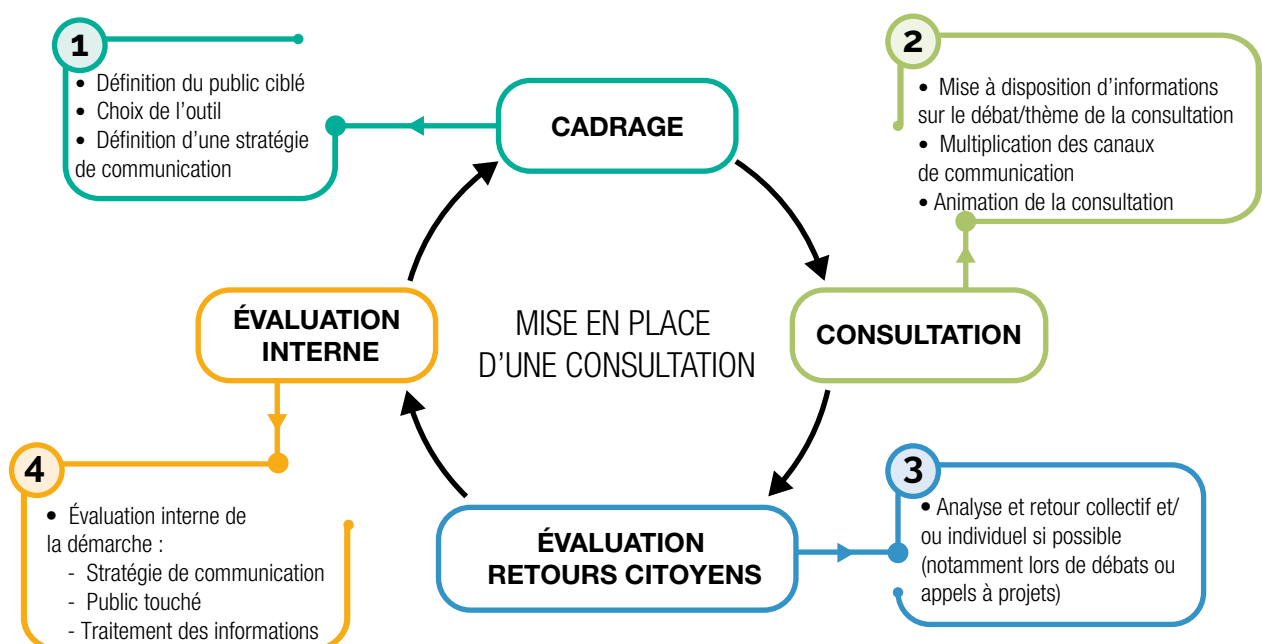 1
• Définition du public ciblé
• Choix de l'outil
• Définition d'une stratégie
de communication
CADRAGE
2
• Mise à disposition d'informations
sur le débat/thème de la consultation
• Multiplication des canaux
de communication
• Animation de la consultation
ÉVALUATION
INTERNE
MISE EN PLACE
D'UNE CONSULTATION
CONSULTATION
4
• Évaluation interne de
la démarche :
- Stratégie de communication
- Public touché
- Traitement des informations
ÉVALUATION
RETOURS CITOYENS
3
• Analyse et retour collectif et/
ou individuel si possible
(notamment lors de débats ou
appels à projets)